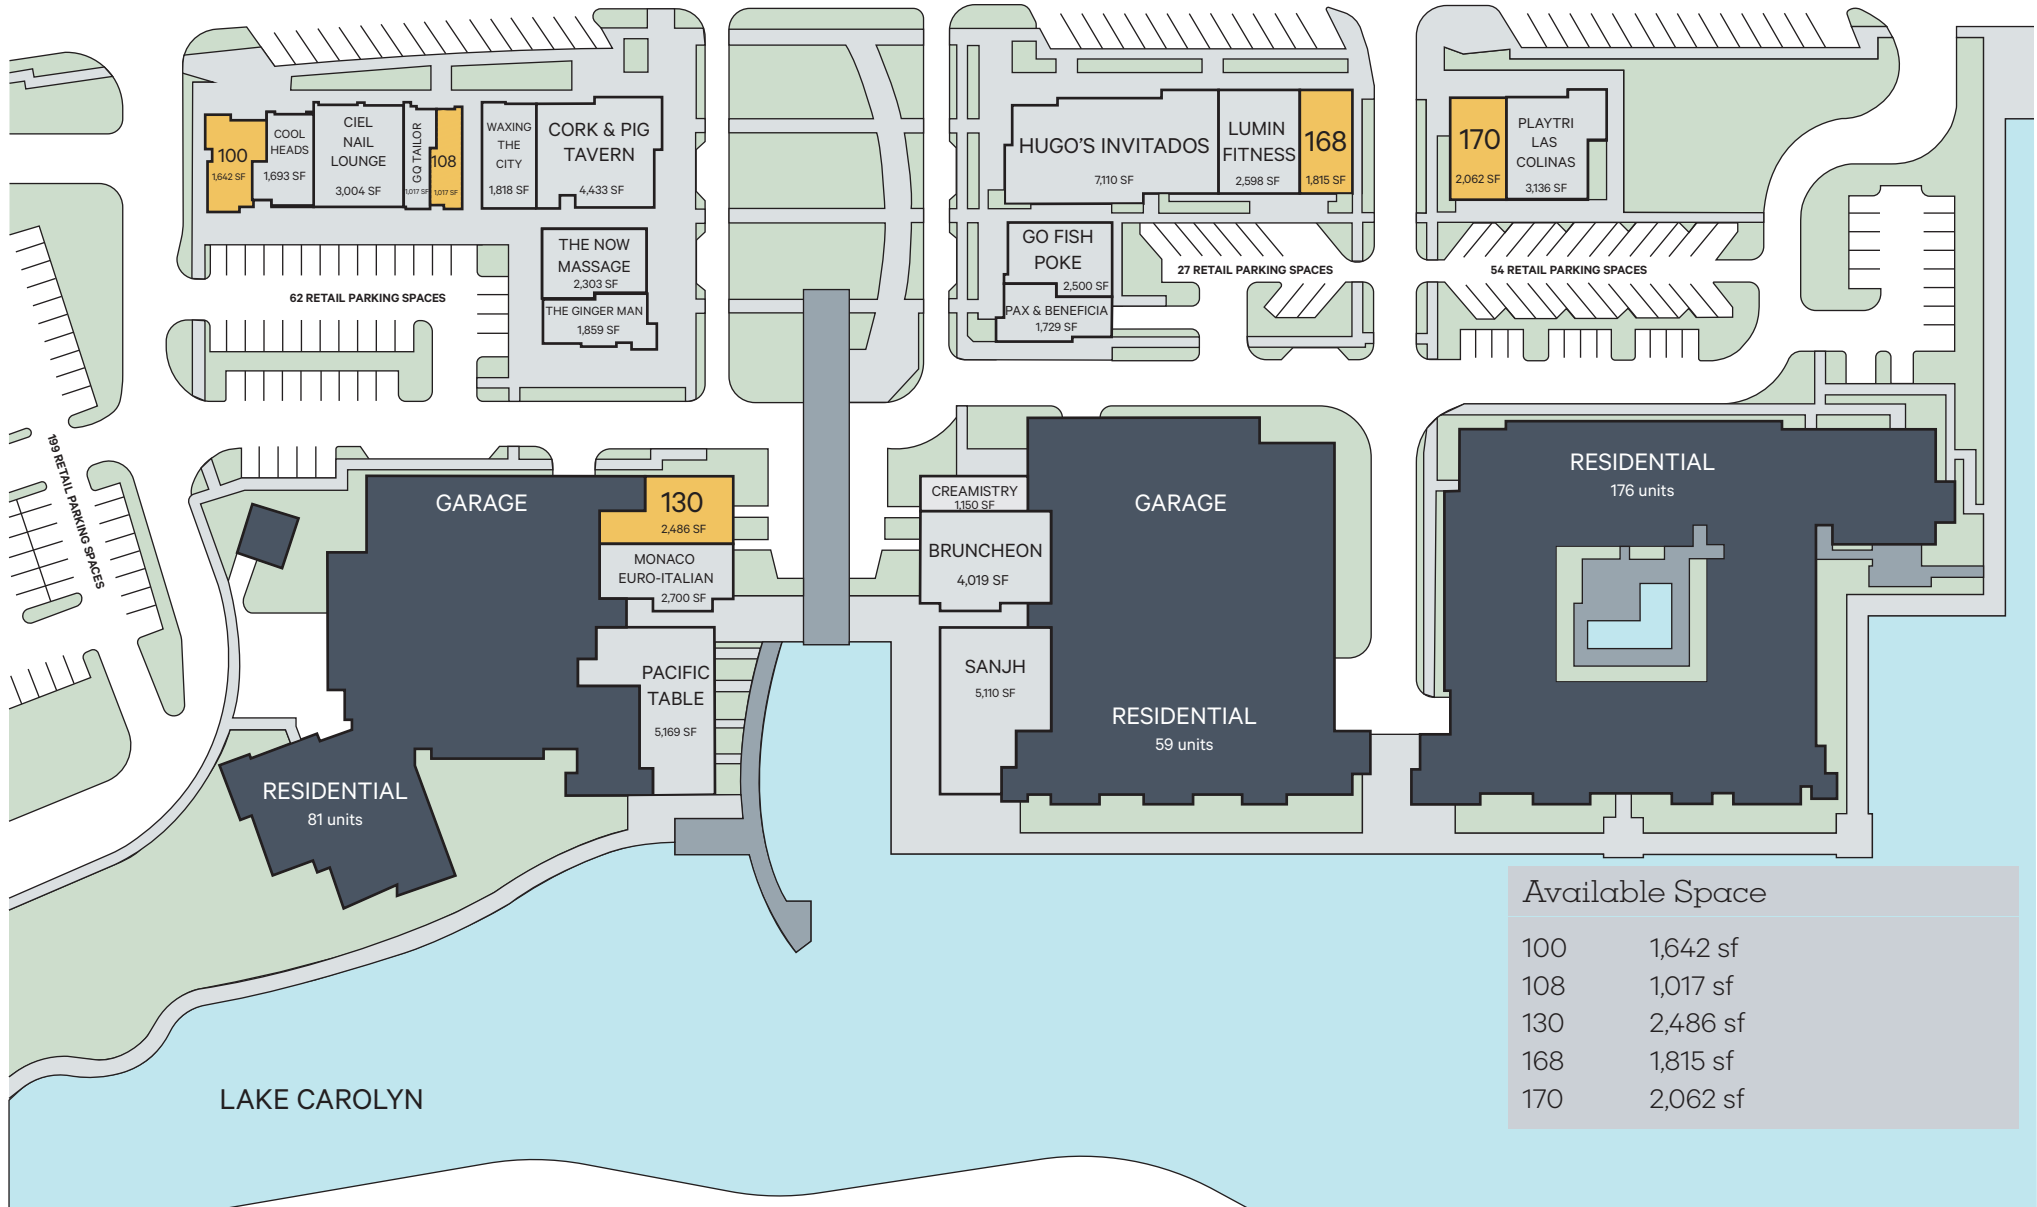 100
1,642 SF
COOL
HEADS
1,693 SF
CIEL
NAIL
LOUNGE
3,004 SF
GQ TAILOR
1,017 SF
108
1,017 SF
WAXING
THE
CITY
1,818 SF
CORK & PIG
TAVERN
4,433 SF
HUGO'S INVITADOS
7,110 SF
LUMIN
FITNESS
2,598 SF
168
1,815 SF
170
2,062 SF
PLAYTRI
LAS
COLINAS
3,136 SF
THE NOW
MASSAGE
2,303 SF
THE GINGER MAN
1,859 SF
62 RETAIL PARKING SPACES
GO FISH
POKE
2,500 SF
PAX & BENEFICIA
1,729 SF
27 RETAIL PARKING SPACES
54 RETAIL PARKING SPACES
199 RETAIL PARKING SPACES
GARAGE
130
2,486 SF
MONACO
EURO-ITALIAN
2,700 SF
PACIFIC
TABLE
5,169 SF
RESIDENTIAL
81 units
CREAMISTRY
1,150 SF
BRUNCHEON
4,019 SF
SANJH
5,110 SF
GARAGE
RESIDENTIAL
59 units
RESIDENTIAL
176 units
LAKE CAROLYN
Available Space
100 1,642 sf
108 1,017 sf
130 2,486 sf
168 1,815 sf
170 2,062 sf